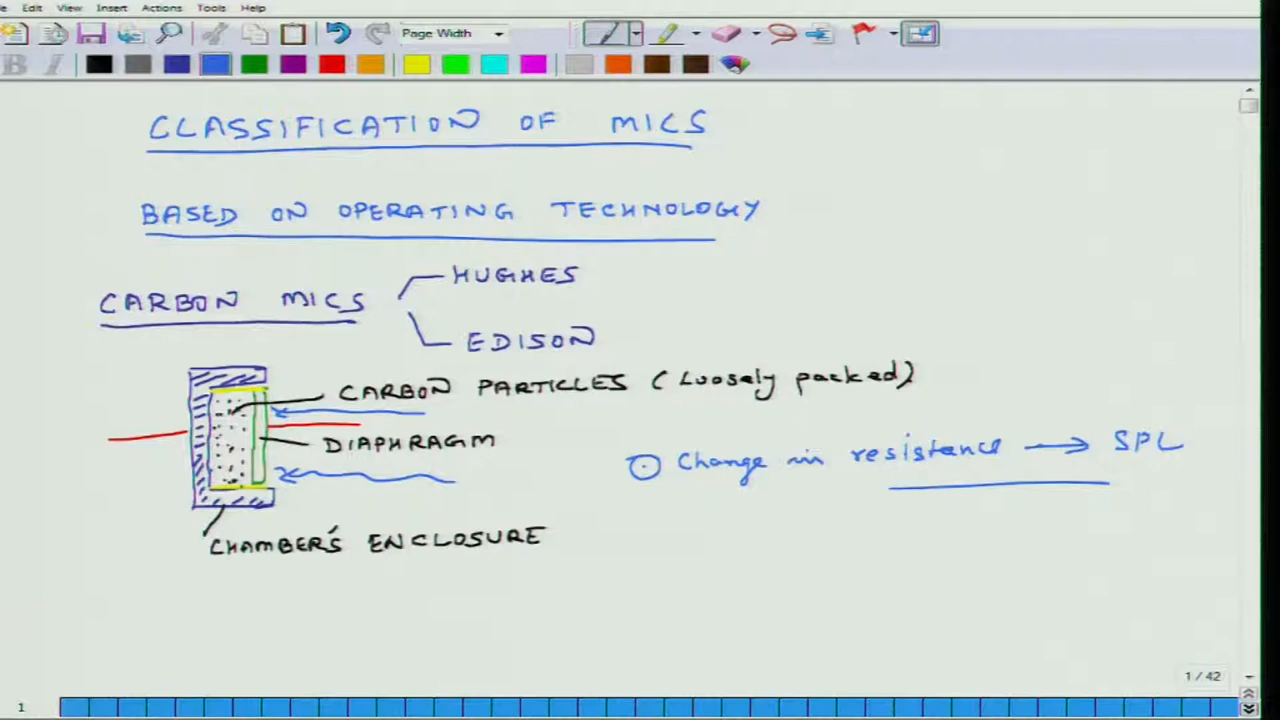 Edit View Insert Actions Tools Help
Page Width
B I
CLASSIFICATION OF MICS
BASED ON OPERATING TECHNOLOGY
CARBON MICS
HUGHES
EDISON
CARBON PARTICLES (Loosely packed)
DIAPHRAGM
Change in resistance → SPL
CHAMBER'S ENCLOSURE
1 / 42
1